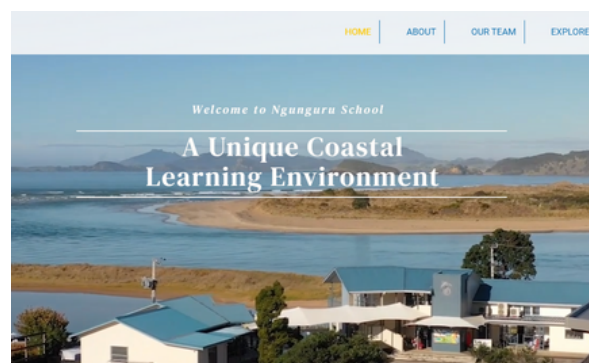 HOME
ABOUT
OUR TEAM
EXPLORE
Welcome to Ngunguru School
A Unique Coastal
Learning Environment